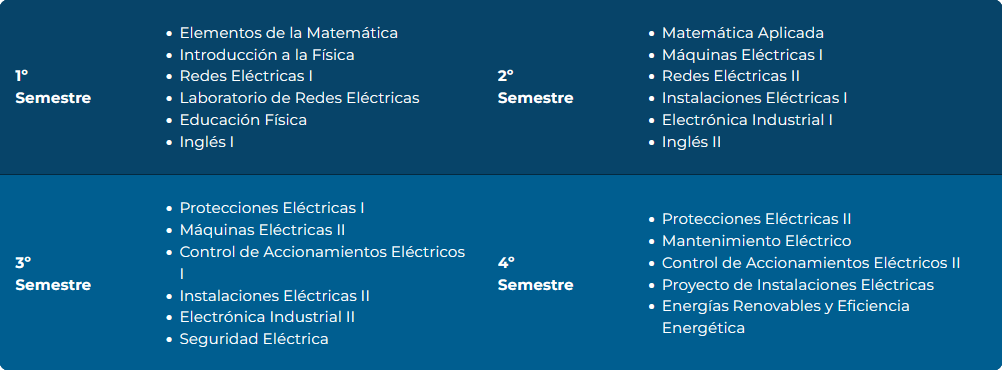 1º
Semestre
• Elementos de la Matemática
• Introducción a la Física
• Redes Eléctricas I
• Laboratorio de Redes Eléctricas
• Educación Física
• Inglés I
2º
Semestre
• Matemática Aplicada
• Máquinas Eléctricas I
• Redes Eléctricas II
• Instalaciones Eléctricas I
• Electrónica Industrial I
• Inglés II
3º
Semestre
• Protecciones Eléctricas I
• Máquinas Eléctricas II
• Control de Accionamientos Eléctricos
I
• Instalaciones Eléctricas II
• Electrónica Industrial II
• Seguridad Eléctrica
4º
Semestre
• Protecciones Eléctricas II
• Mantenimiento Eléctrico
• Control de Accionamientos Eléctricos II
• Proyecto de Instalaciones Eléctricas
• Energías Renovables y Eficiencia
Energética